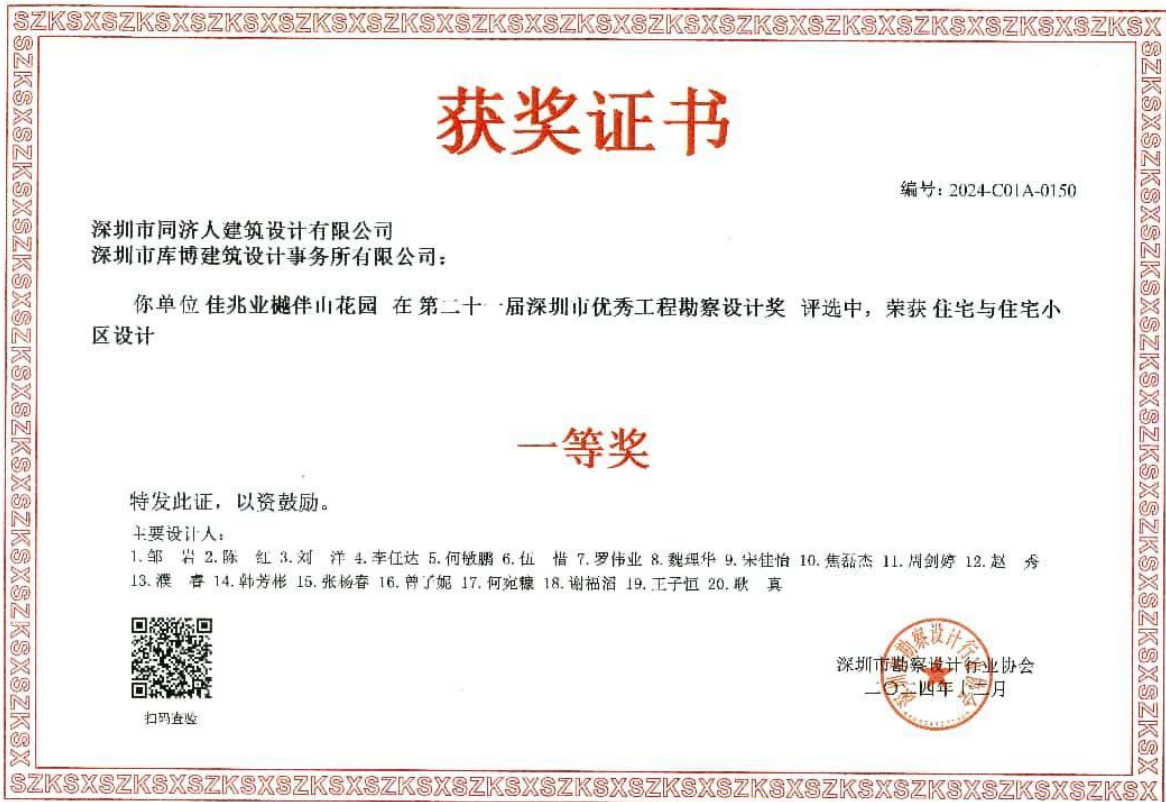 SZKSXSZKSXSZKSXSZKSXSZKSXSZKSXSZKSXSZKSXSZKSXSZKSX
获奖证书
编号：2024-C01A-0150
深圳市同济人建筑设计有限公司
深圳市库博建筑设计事务所有限公司：
你单位 佳兆业樾伴山花园 在 第二十一届深圳市优秀工程勘察设计奖 评选中，荣获 住宅与住宅小
区设计
一等奖
特发此证，以资鼓励。
主要设计人：
1.邹 岩 2.陈 红 3.刘 洋 4.李任达 5.何敏鹏 6.伍 惜 7.罗伟业 8.魏理华 9.宋佳怡 10.焦磊杰 11.周剑婷 12.赵 秀
13.濮 春 14.韩芳彬 15.张杨春 16.曾了妮 17.何宛 18.谢福滔 19.王子恒 20.耿 真
扫码查验
深圳市勘察设计行业协会
二〇二四年十二月
SZKSXSZKSXSZKSXSZKSXSZKSXSZKSXSZKSXSZKSXSZKSXSZKSX